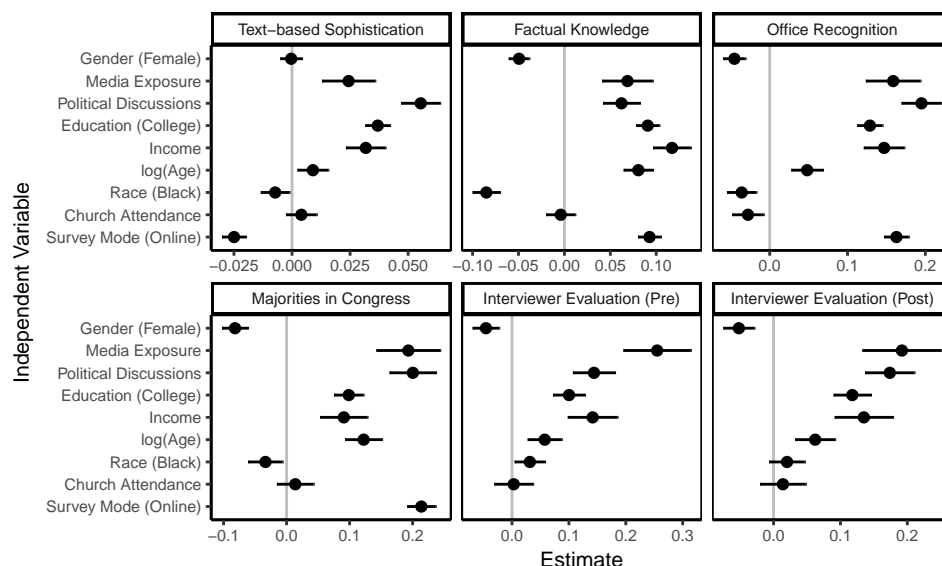 Text−based Sophistication
Factual Knowledge
Office Recognition
Gender (Female)
Media Exposure
Political Discussions
Education (College)
Income
log(Age)
Race (Black)
Church Attendance
Survey Mode (Online)
−0.025 0.000 0.025 0.050
−0.10 −0.05 0.00 0.05 0.10
0.0 0.1 0.2
Majorities in Congress
Interviewer Evaluation (Pre)
Interviewer Evaluation (Post)
Gender (Female)
Media Exposure
Political Discussions
Education (College)
Income
log(Age)
Race (Black)
Church Attendance
Survey Mode (Online)
−0.1 0.0 0.1 0.2
0.0 0.1 0.2 0.3
0.0 0.1 0.2
Estimate
Independent Variable